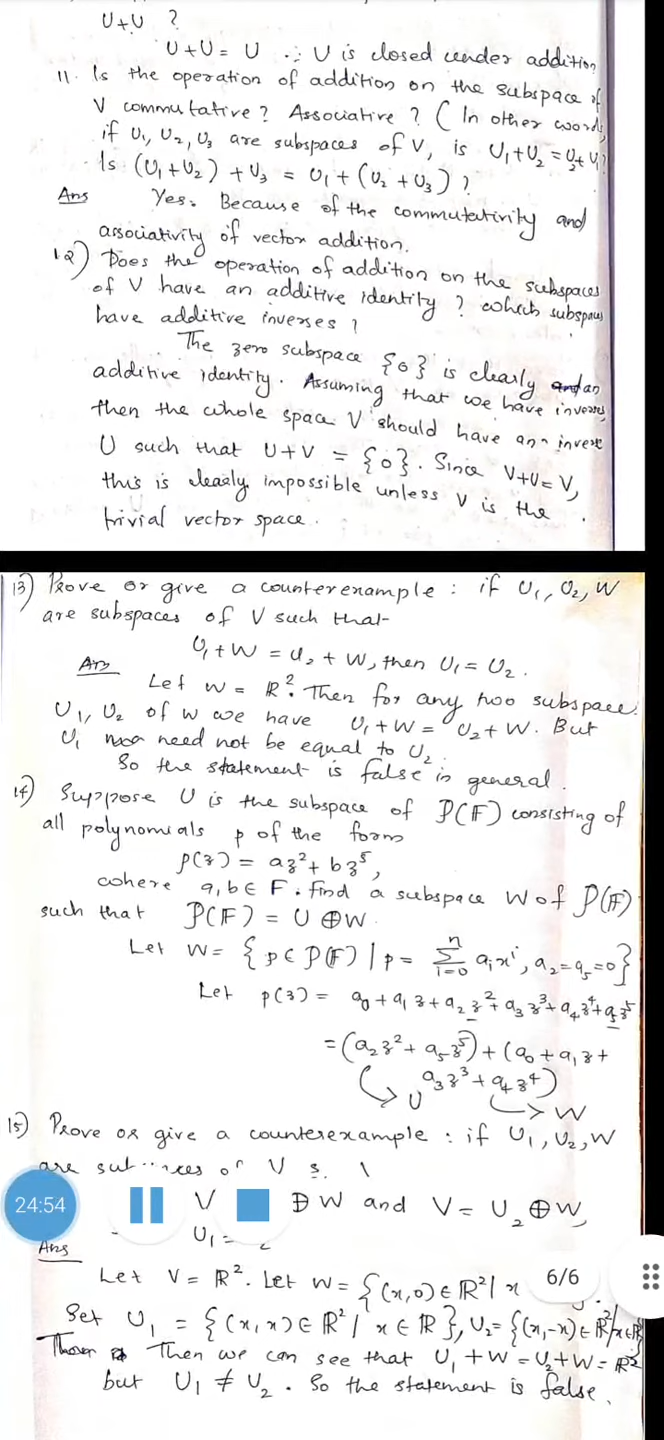 U+U ?
U+U = U ∴ U is closed under addition
11. Is the operation of addition on the subspace of
V commutative? Associative? (In other words,
if U₁, U₂, U₃ are subspaces of V, is U₁+U₂ = U₂+U₁?
Is (U₁+U₂) + U₃ = U₁ + (U₂+U₃)?
Ans Yes. Because of the commutativity and
associativity of vector addition.
12) Does the operation of addition on the subspaces
of V have an additive identity? which subspaces
have additive inverses?
The zero subspace {0} is clearly an
additive identity. Assuming that we have inverses,
then the whole space V should have an inverse
U such that U+V = {0}. Since V+U=V,
this is clearly impossible unless V is the
trivial vector space.
13) Prove or give a counterexample: if U₁, U₂, W
are subspaces of V such that
U₁+W = U₂+W, then U₁=U₂.
Ans
Let W = ℝ². Then for any two subspace
U₁, U₂ of W we have U₁+W = U₂+W. But
U₁ need not be equal to U₂.
So the statement is false in general.
14) Suppose U is the subspace of P(F) consisting of
all polynomials p of the form
p(z) = az²+bz⁵,
where a,b∈F. Find a subspace W of P(F)
such that P(F) = U⊕W.
Let W = {p∈P(F) | p = Σⁿᵢ₌₀ aᵢxⁱ, a₂=a₅=0}
Let p(z) = a₀+a₁z+a₂z²+a₃z³+a₄z⁴+a₅z⁵
= (a₂z²+a₅z⁵) + (a₀+a₁z+
a₃z³+a₄z⁴)
U
W
15) Prove or give a counterexample: if U₁, U₂, W
are V
24:54
V ⊕W and V = U₂⊕W,
U₁ =
Ans
Let V = ℝ². Let W = {(x,0)∈ℝ² | x
6/6
Set U₁ = {(x,x)∈ℝ² | x∈ℝ}, U₂ = {(x,-x)∈ℝ² | x∈ℝ}
Then we can see that U₁+W = U₂+W = ℝ²
but U₁ ≠ U₂. So the statement is false.